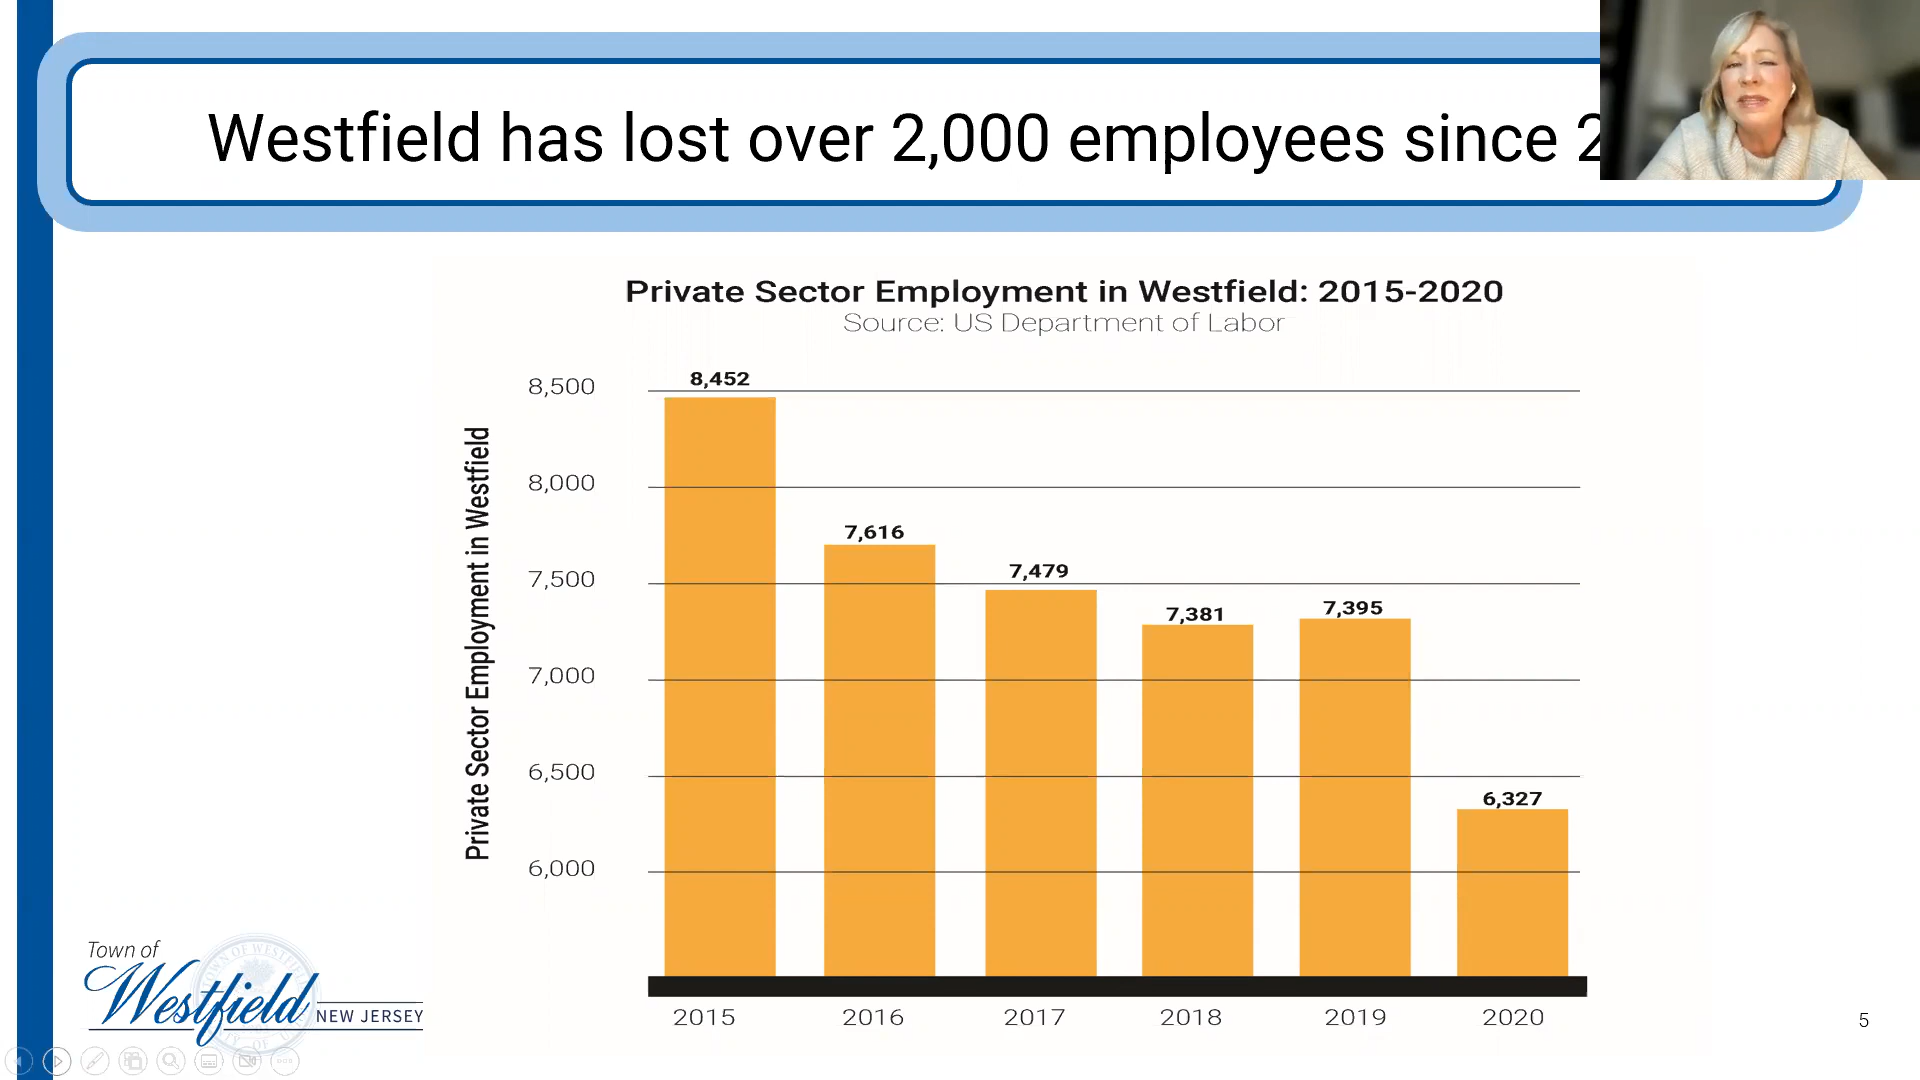 Westfield has lost over 2,000 employees since 2
Private Sector Employment in Westfield: 2015-2020
Source: US Department of Labor
Private Sector Employment in Westfield
8,500
8,000
7,500
7,000
6,500
6,000
8,452
7,616
7,479
7,381
7,395
6,327
2015
2016
2017
2018
2019
2020
Town of
Westfield
NEW JERSEY
5